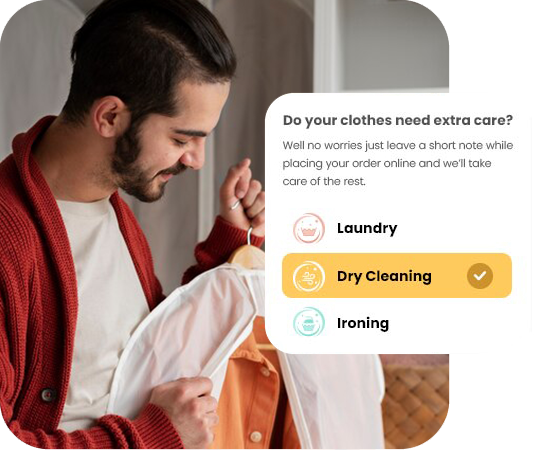 Do your clothes need extra care?
Well no worries just leave a short note while
placing your order online and we'll take
care of the rest.
Laundry
Dry Cleaning
Ironing